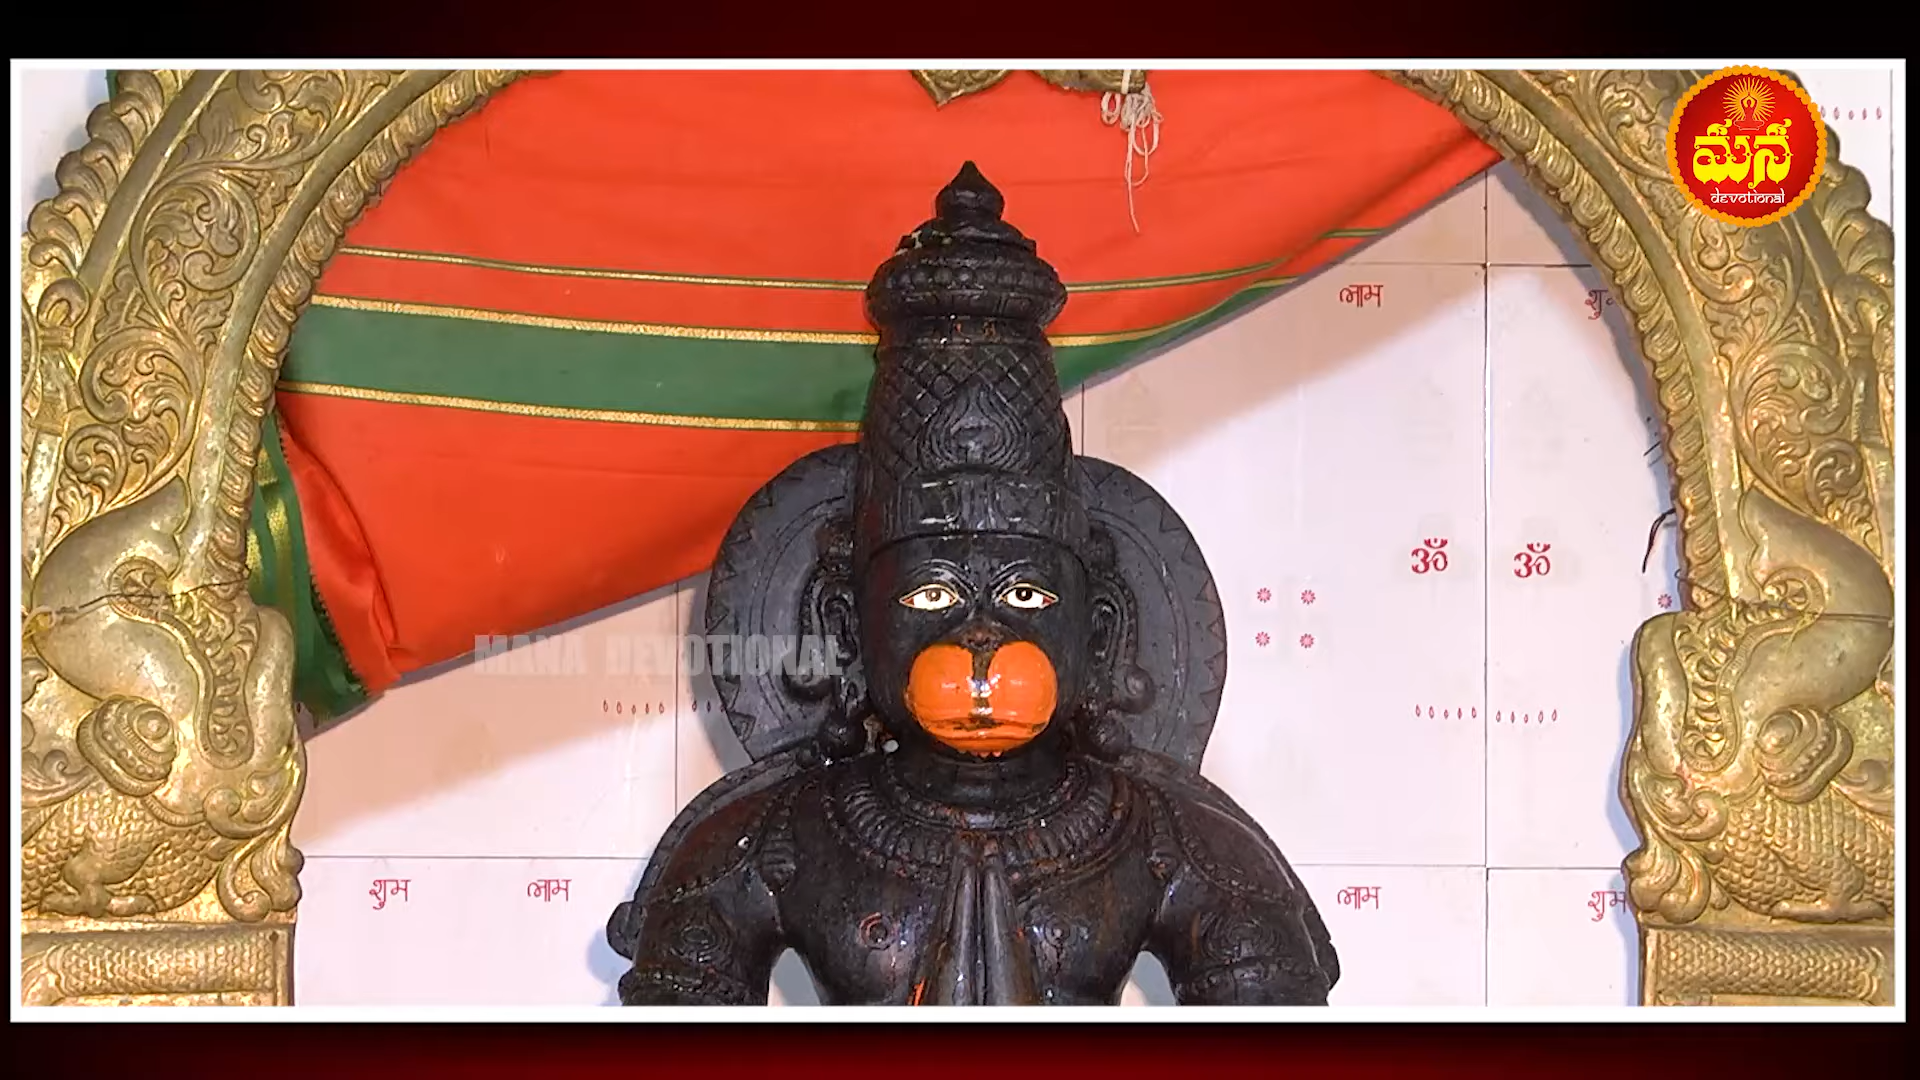 మన
devotional
लाभ
शुभ
ॐ ॐ
MANA DEVOTIONAL
शुभ लाभ
लाभ शुभ